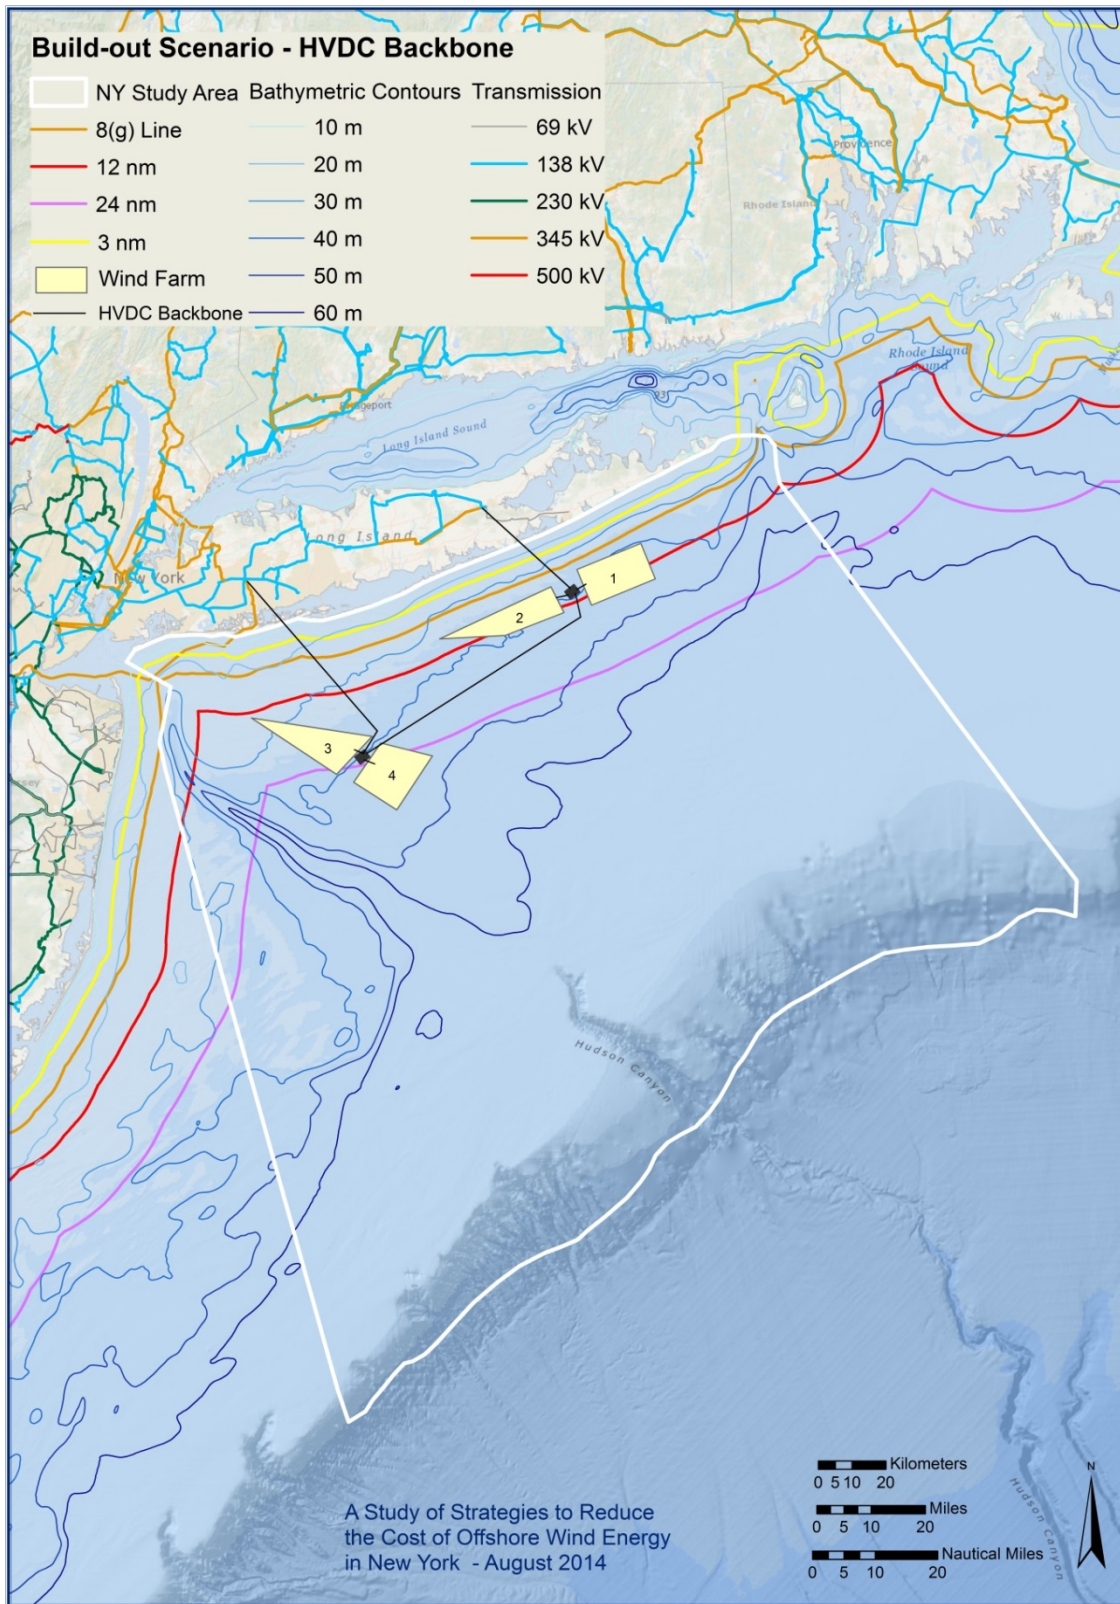 Build-out Scenario - HVDC Backbone
NY Study Area
8(g) Line
12 nm
24 nm
3 nm
Wind Farm
HVDC Backbone
Bathymetric Contours
10 m
20 m
30 m
40 m
50 m
60 m
Transmission
69 kV
138 kV
230 kV
345 kV
500 kV
Providence
Rhode Island
Rhode Island
Sound
Long Island Sound
Long Island
New York
1
2
3
4
Hudson Canyon
Hudson Canyon
A Study of Strategies to Reduce
the Cost of Offshore Wind Energy
in New York - August 2014
Kilometers
0 5 10 20
Miles
0 5 10 20
Nautical Miles
0 5 10 20
N